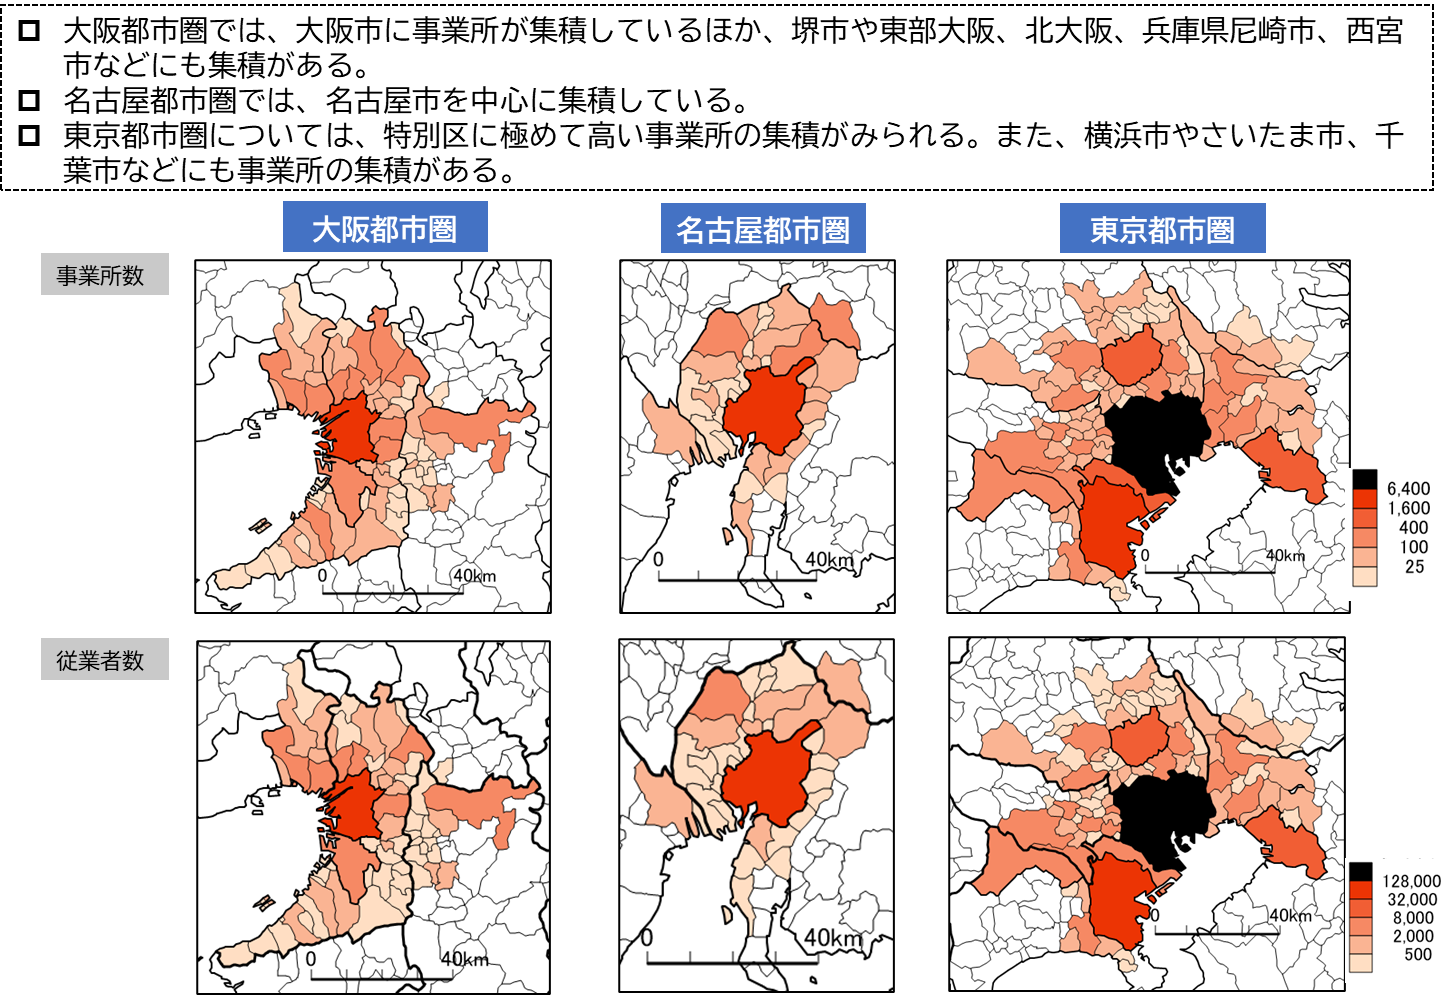 大阪都市圏では、大阪市に事業所が集積しているほか、堺市や東部大阪、北大阪、兵庫県尼崎市、西宮
市などにも集積がある。
名古屋都市圏では、名古屋市を中心に集積している。
東京都市圏については、特別区に極めて高い事業所の集積がみられる。また、横浜市やさいたま市、千
葉市などにも事業所の集積がある。
大阪都市圏
名古屋都市圏
東京都市圏
事業所数
0 40km
0 40km
0 40km
6,400
1,600
400
100
25
従業者数
0 40km
0 40km
0 40km
128,000
32,000
8,000
2,000
500